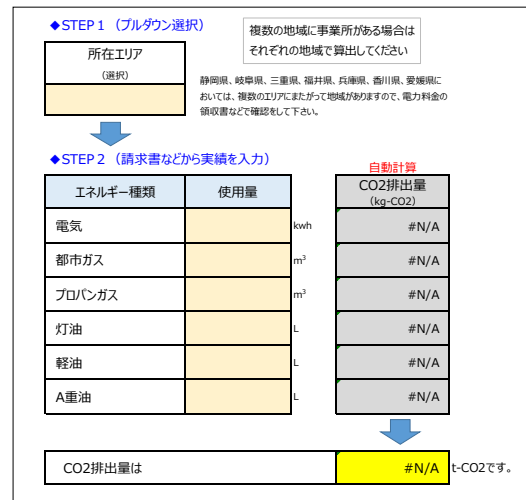 ◆STEP１（プルダウン選択）
複数の地域に事業所がある場合は
それぞれの地域で算出してください
所在エリア
（選択）
静岡県、岐阜県、三重県、福井県、兵庫県、香川県、愛媛県に
おいては、複数のエリアにまたがって地域がありますので、電力料金の
領収書などで確認をして下さい。
◆STEP２（請求書などから実績を入力）
自動計算
エネルギー種類 使用量 CO2排出量
（kg-CO2）
電気 kwh #N/A
都市ガス m³ #N/A
プロパンガス m³ #N/A
灯油 L #N/A
軽油 L #N/A
A重油 L #N/A
CO2排出量は #N/A t-CO2です。